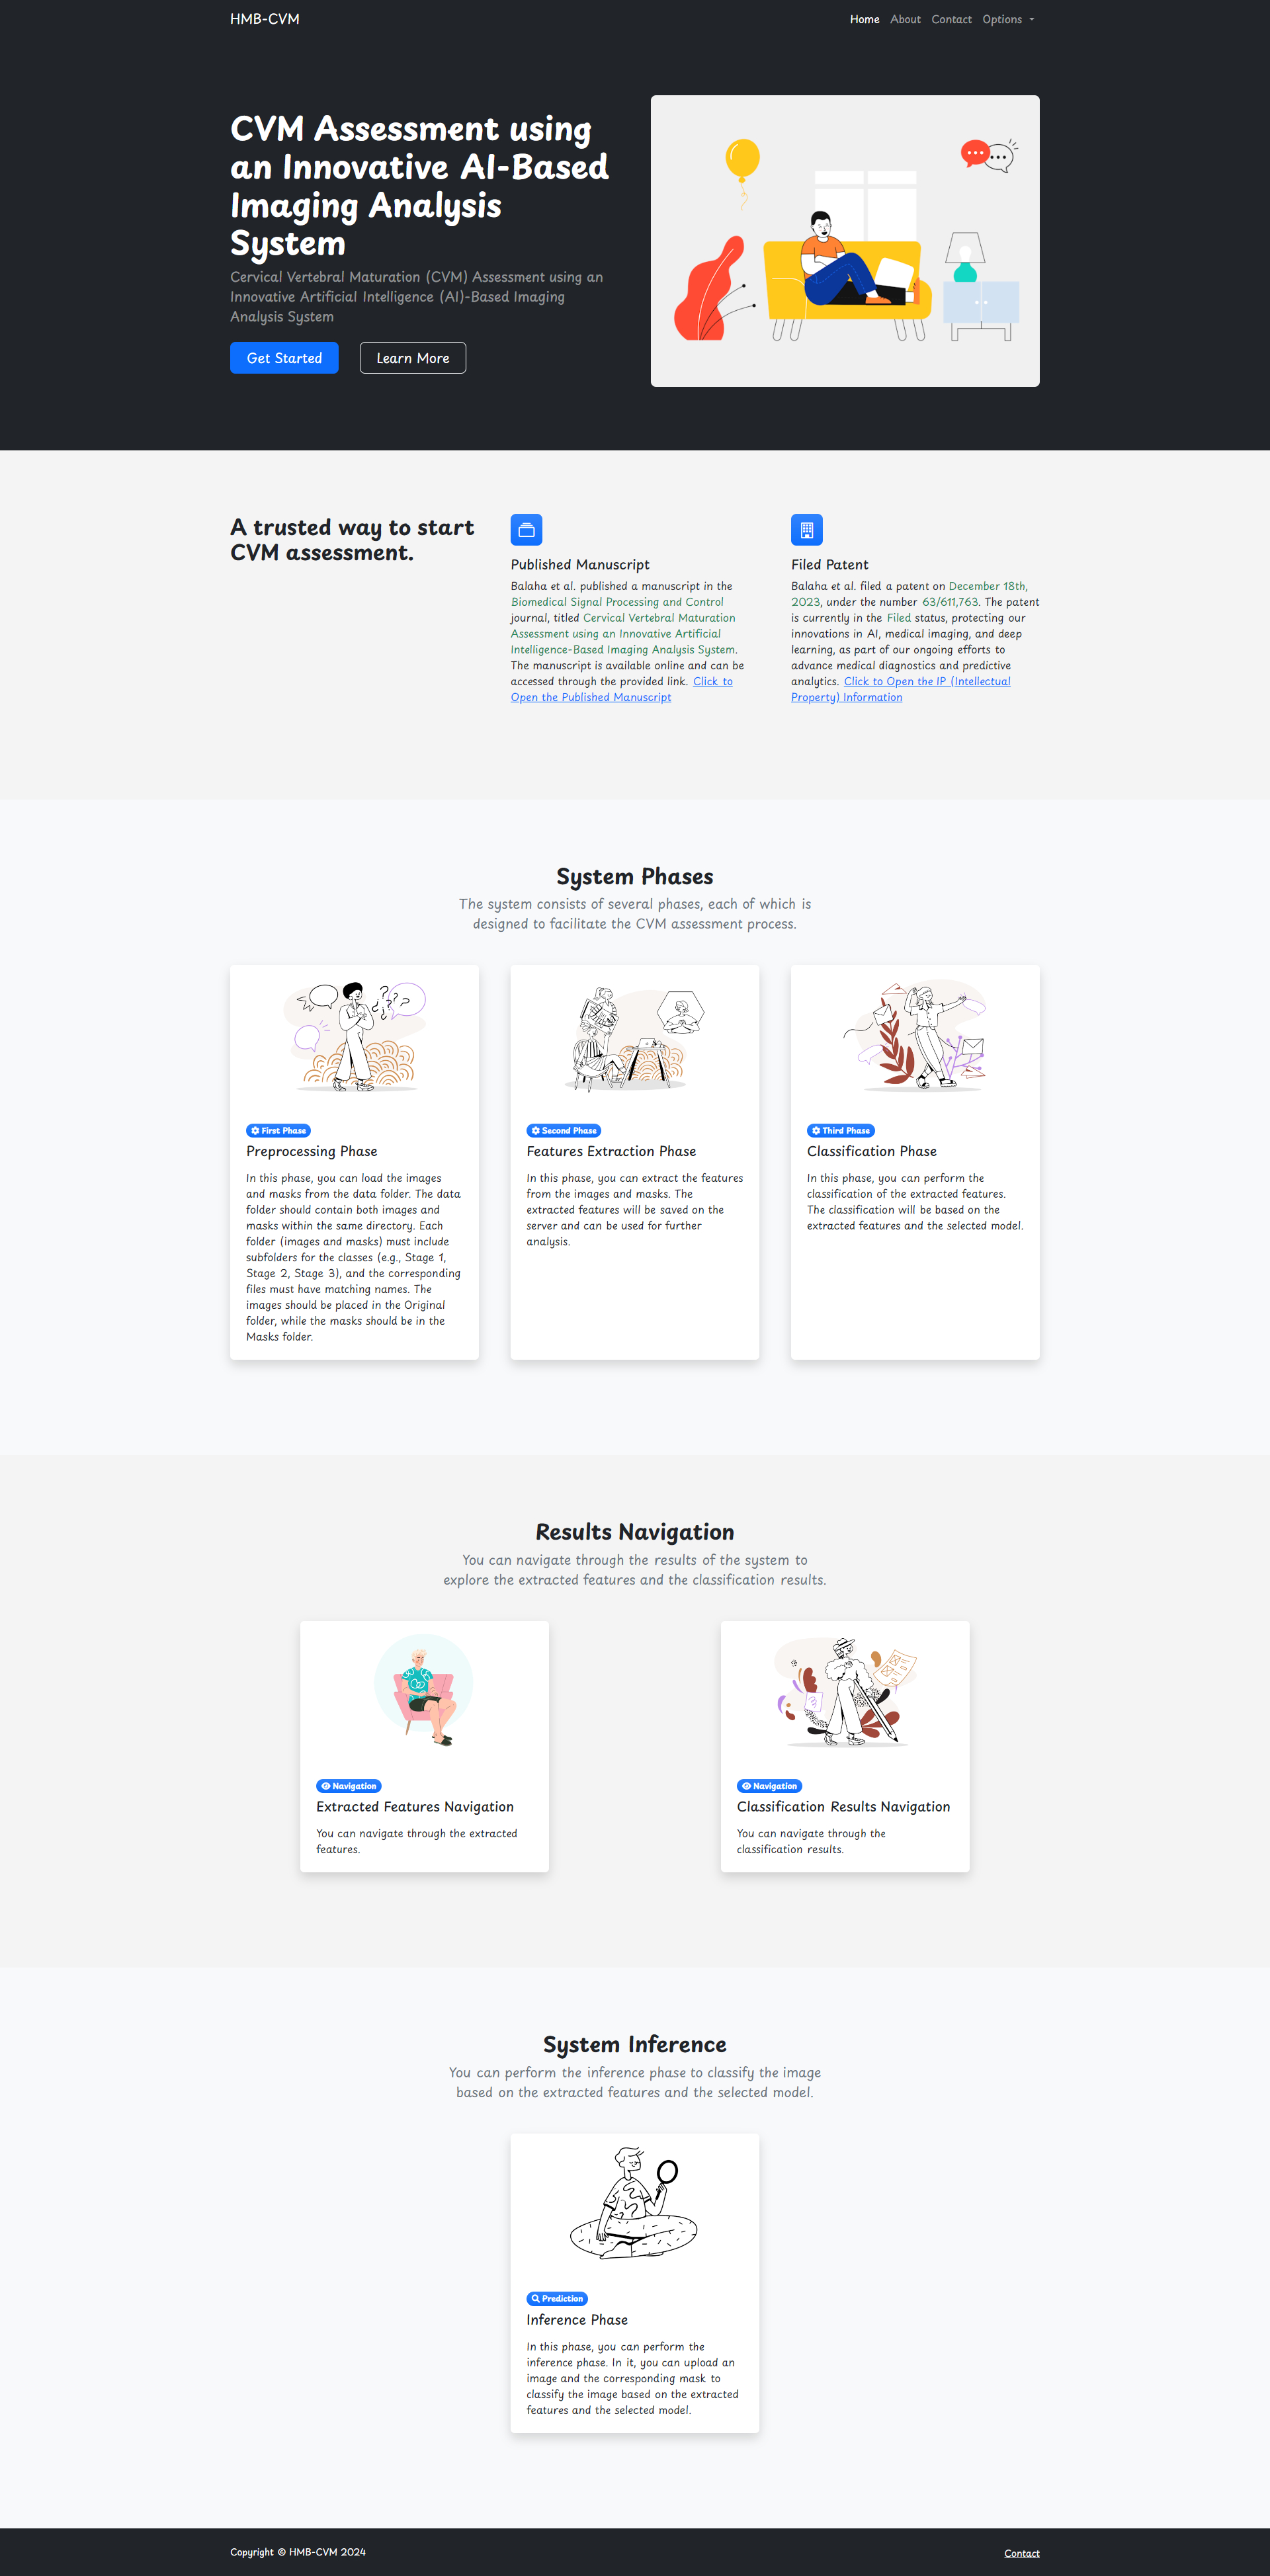 HMB-CVM
Home About Contact Options
CVM Assessment using
an Innovative AI-Based
Imaging Analysis
System
Cervical Vertebral Maturation (CVM) Assessment using an
Innovative Artificial Intelligence (AI)-Based Imaging
Analysis System
Get Started
Learn More
A trusted way to start
CVM assessment.
Published Manuscript
Balaha et al. published a manuscript in the
Biomedical Signal Processing and Control
journal, titled Cervical Vertebral Maturation
Assessment using an Innovative Artificial
Intelligence-Based Imaging Analysis System.
The manuscript is available online and can be
accessed through the provided link. Click to
Open the Published Manuscript
Filed Patent
Balaha et al. filed a patent on December 18th,
2023, under the number 63/611,763. The patent
is currently in the Filed status, protecting our
innovations in AI, medical imaging, and deep
learning, as part of our ongoing efforts to
advance medical diagnostics and predictive
analytics. Click to Open the IP (Intellectual
Property) Information
System Phases
The system consists of several phases, each of which is
designed to facilitate the CVM assessment process.
First Phase
Preprocessing Phase
In this phase, you can load the images
and masks from the data folder. The data
folder should contain both images and
masks within the same directory. Each
folder (images and masks) must include
subfolders for the classes (e.g., Stage 1,
Stage 2, Stage 3), and the corresponding
files must have matching names. The
images should be placed in the Original
folder, while the masks should be in the
Masks folder.
Second Phase
Features Extraction Phase
In this phase, you can extract the features
from the images and masks. The
extracted features will be saved on the
server and can be used for further
analysis.
Third Phase
Classification Phase
In this phase, you can perform the
classification of the extracted features.
The classification will be based on the
extracted features and the selected model.
Results Navigation
You can navigate through the results of the system to
explore the extracted features and the classification results.
Navigation
Extracted Features Navigation
You can navigate through the extracted
features.
Navigation
Classification Results Navigation
You can navigate through the
classification results.
System Inference
You can perform the inference phase to classify the image
based on the extracted features and the selected model.
Prediction
Inference Phase
In this phase, you can perform the
inference phase. In it, you can upload an
image and the corresponding mask to
classify the image based on the extracted
features and the selected model.
Copyright © HMB-CVM 2024
Contact